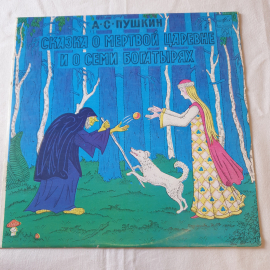 А·С·ПУШКИН
СКАЗКА О МЕРТВОЙ ЦАРЕВНЕ
И О СЕМИ БОГАТЫРЯХ